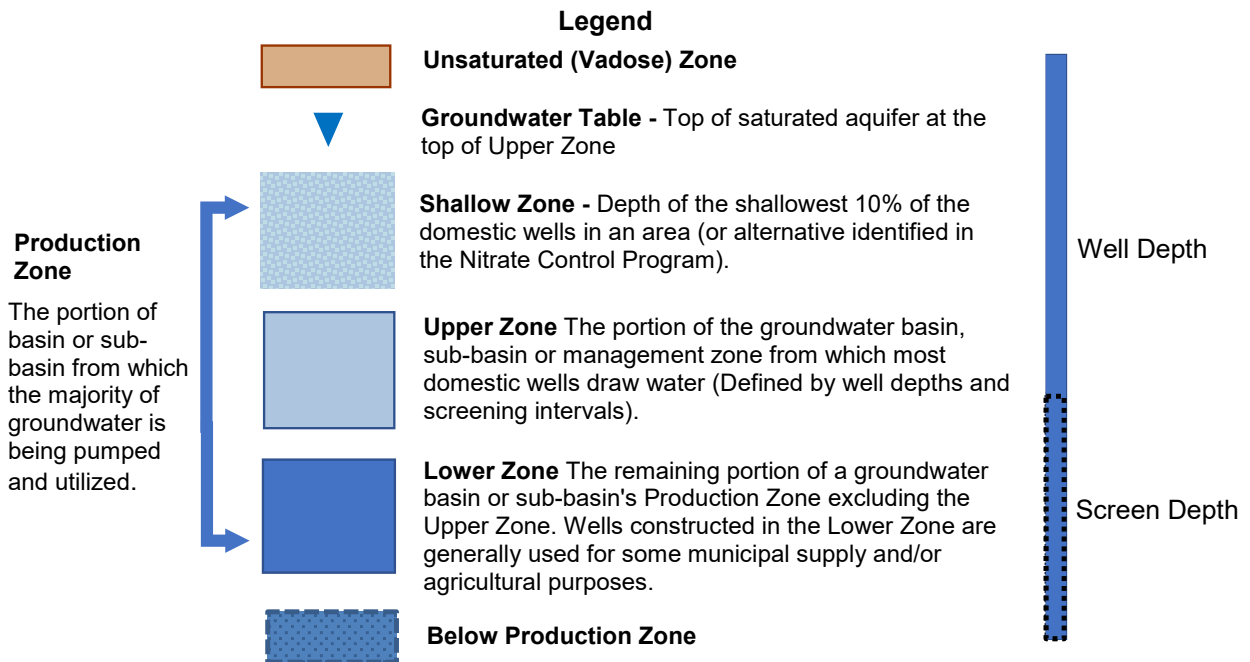 Legend
Unsaturated (Vadose) Zone
Groundwater Table - Top of saturated aquifer at the
top of Upper Zone
Shallow Zone - Depth of the shallowest 10% of the
domestic wells in an area (or alternative identified in
the Nitrate Control Program).
Production
Zone
The portion of
basin or sub-
basin from which
the majority of
groundwater is
being pumped
and utilized.
Upper Zone The portion of the groundwater basin,
sub-basin or management zone from which most
domestic wells draw water (Defined by well depths and
screening intervals).
Lower Zone The remaining portion of a groundwater
basin or sub-basin's Production Zone excluding the
Upper Zone. Wells constructed in the Lower Zone are
generally used for some municipal supply and/or
agricultural purposes.
Below Production Zone
Well Depth
Screen Depth